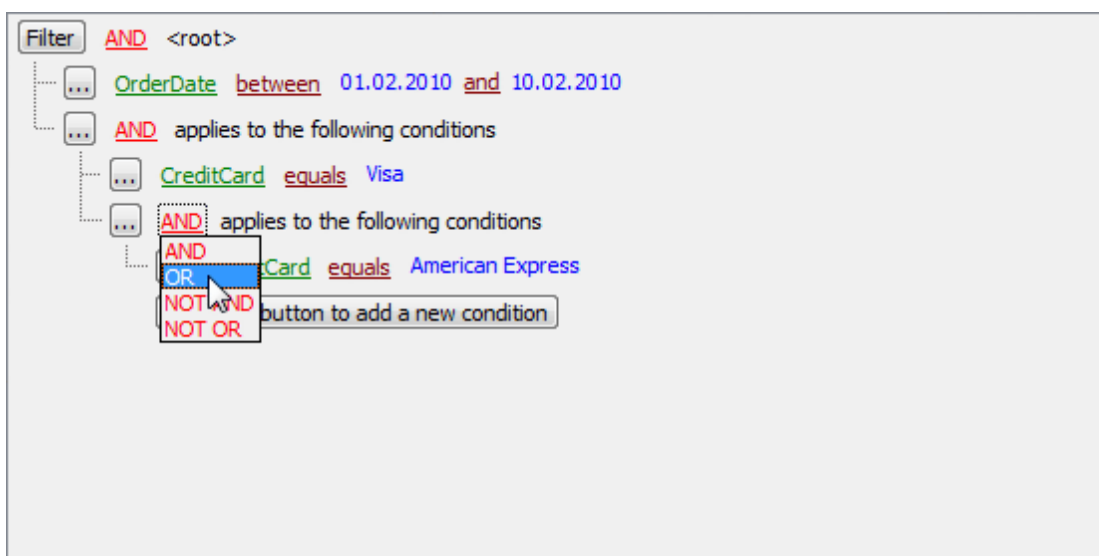 Filter AND <root>
... OrderDate between 01.02.2010 and 10.02.2010
... AND applies to the following conditions
... CreditCard equals Visa
... AND applies to the following conditions
AND
OR
Card equals American Express
NOT AND
button to add a new condition
NOT OR